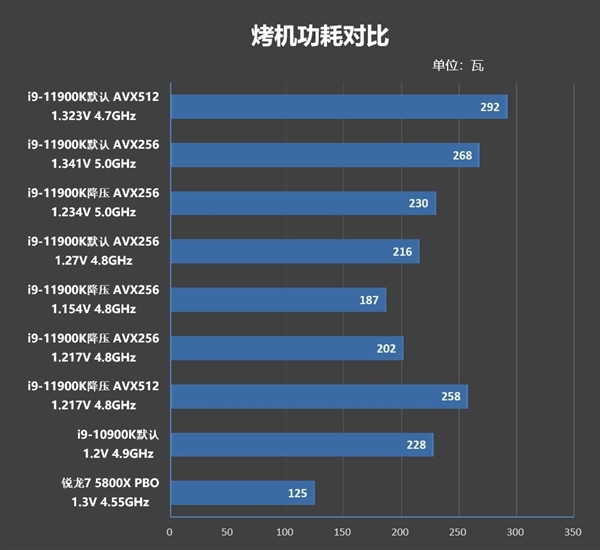 烤机功耗对比
单位：瓦
i9-11900K默认 AVX512
1.323V 4.7GHz
292
i9-11900K默认 AVX256
1.341V 5.0GHz
268
i9-11900K降压 AVX256
1.234V 5.0GHz
230
i9-11900K默认 AVX256
1.27V 4.8GHz
216
i9-11900K降压 AVX256
1.154V 4.8GHz
187
i9-11900K降压 AVX256
1.217V 4.8GHz
202
i9-11900K降压 AVX512
1.217V 4.8GHz
258
i9-10900K默认
1.2V 4.9GHz
228
锐龙7 5800X PBO
1.3V 4.55GHz
125
0 50 100 150 200 250 300 350